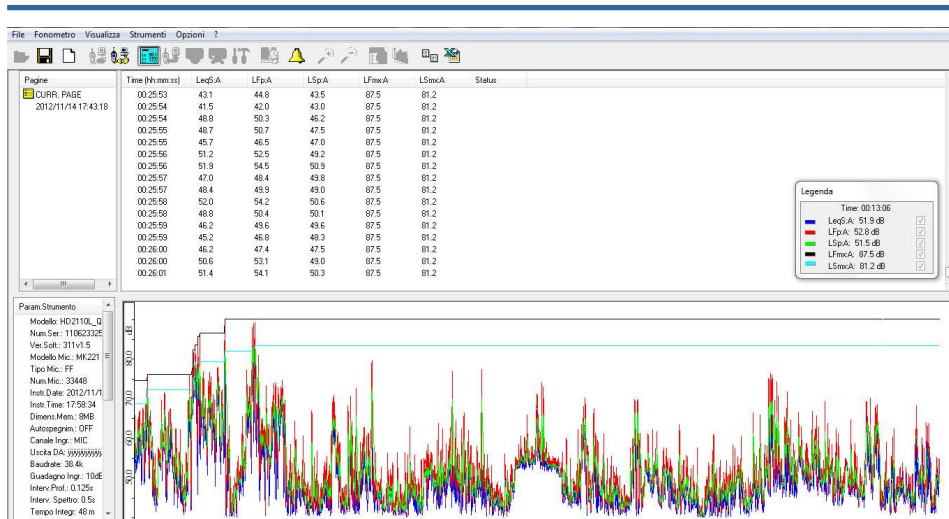 File Fonometro Visualizza Strumenti Opzioni ?
Pagine
CURR. PAGE
2012/11/14 17:43:18
Time (hh:mm:ss) LeqS:A LFp:A LSp:A LFmx:A LSmx:A Status
00:25:53 43.1 44.8 43.5 87.5 81.2
00:25:54 41.5 42.0 43.0 87.5 81.2
00:25:54 48.8 50.3 46.2 87.5 81.2
00:25:55 48.7 50.7 47.5 87.5 81.2
00:25:55 45.7 46.5 47.0 87.5 81.2
00:25:56 51.2 52.5 49.2 87.5 81.2
00:25:56 51.9 54.5 50.9 87.5 81.2
00:25:57 47.0 48.4 49.8 87.5 81.2
00:25:57 48.4 49.9 49.0 87.5 81.2
00:25:58 52.0 54.2 50.6 87.5 81.2
00:25:58 48.8 50.4 50.1 87.5 81.2
00:25:59 46.2 49.6 49.6 87.5 81.2
00:25:59 45.2 46.8 48.3 87.5 81.2
00:26:00 46.2 47.4 47.5 87.5 81.2
00:26:00 50.6 53.1 49.0 87.5 81.2
00:26:01 51.4 54.1 50.3 87.5 81.2
Legenda
Time: 00:13:06
LeqS:A: 51.9 dB
LFp:A: 52.8 dB
LSp:A: 51.5 dB
LFmx:A: 87.5 dB
LSmx:A: 81.2 dB
Param.Strumento
Modello: HD2110L_Q
Num.Ser.: 110623325
Ver.Soft.: 311v1.5
Modello Mic.: MK221
Tipo Mic.: FF
Num.Mic.: 33448
Instr.Date: 2012/11/1
Instr.Time: 17:58:34
Dimens.Mem.: 8MB
Autospegnim.: OFF
Canale Ingr.: MIC
Uscita DA:
Baudrate: 38.4k
Guadagno Ingr.: 10dE
Interv.Prof.: 0.125s
Interv. Spettro: 0.5s
Tempo Integr: 48 m
dB
80,0
70,0
60,0
50,0